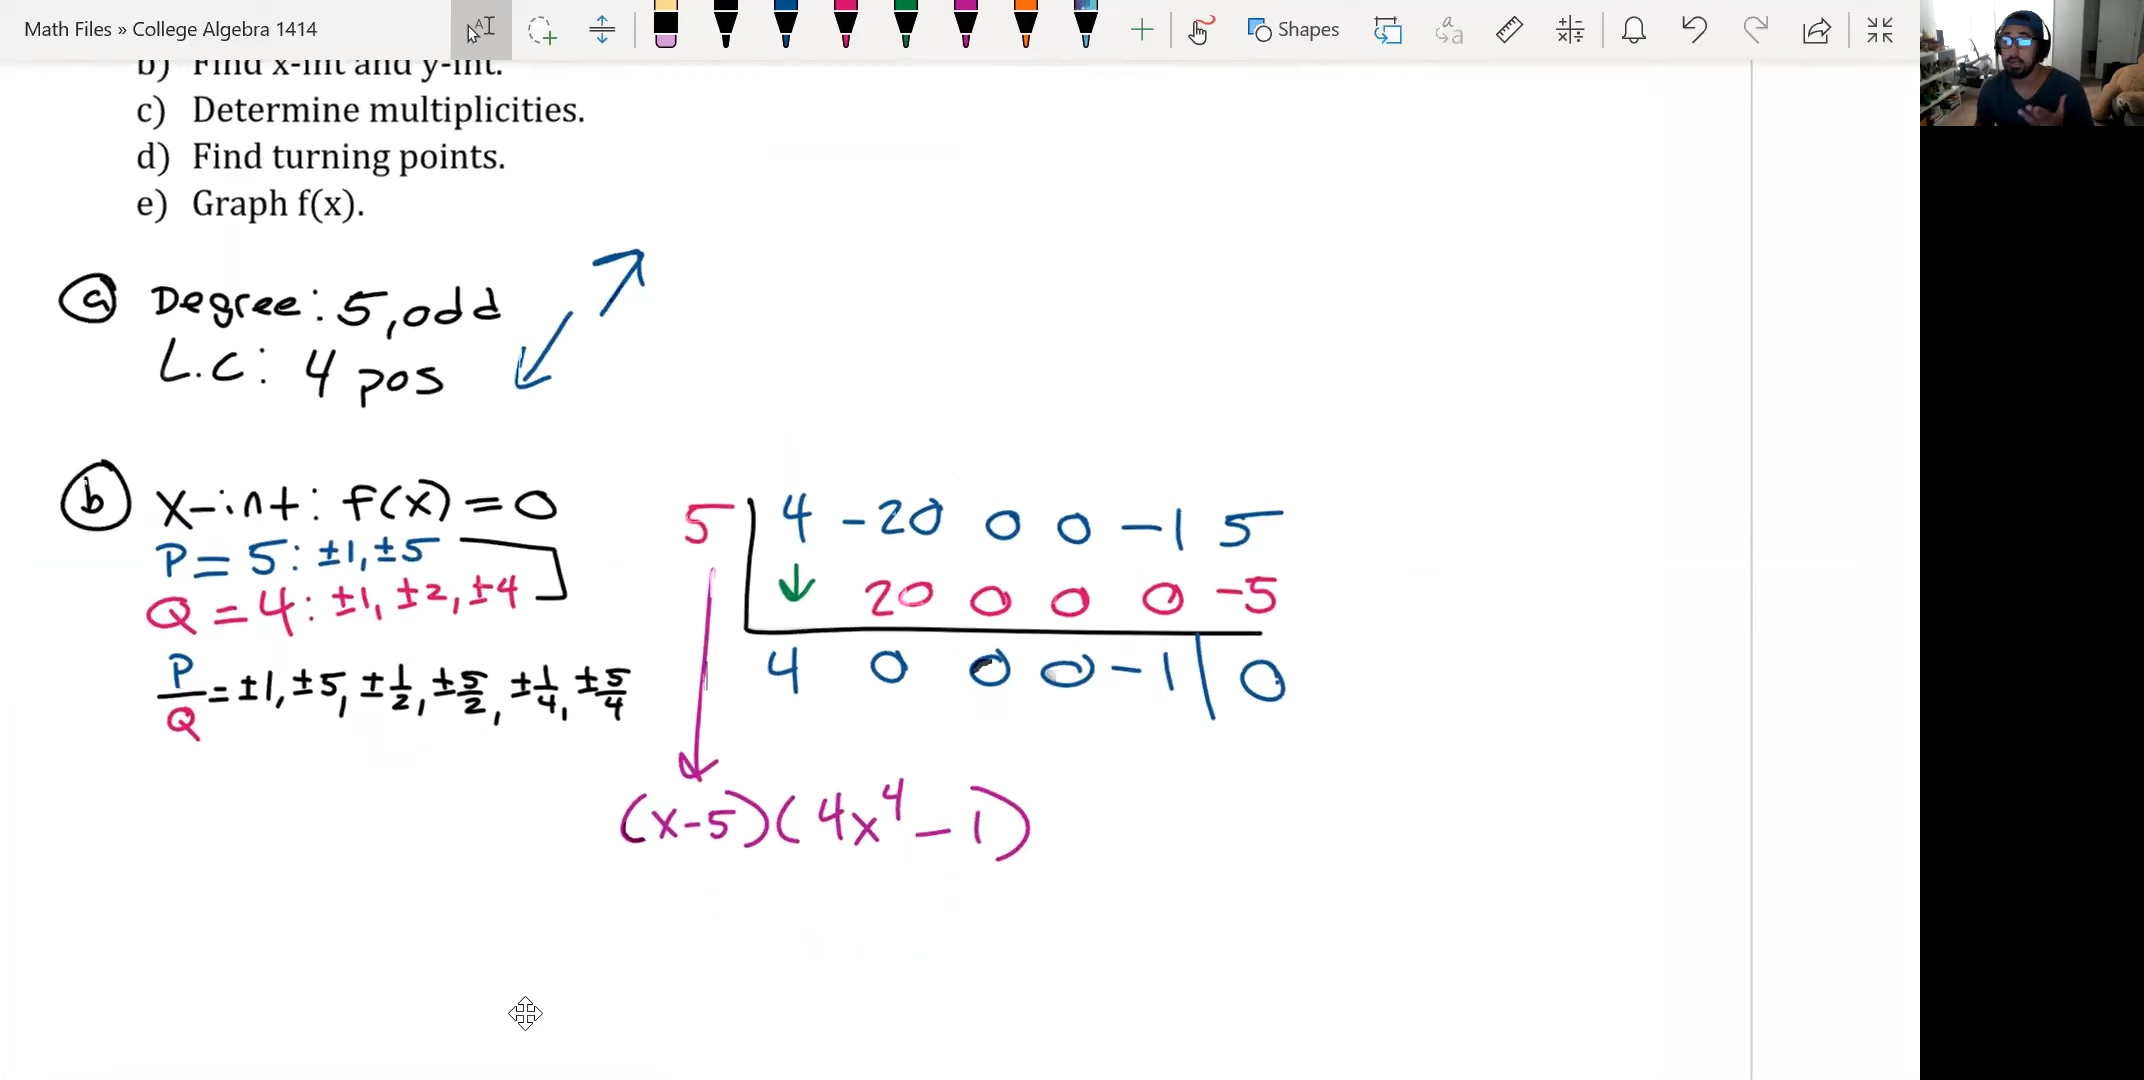 Math Files » College Algebra 1414
Shapes
b) Find x-int and y-int.
c) Determine multiplicities.
d) Find turning points.
e) Graph f(x).
a Degree: 5, odd
L.C: 4 pos
b X-int: f(x) = 0
P = 5: ±1, ±5
Q = 4: ±1, ±2, ±4
P/Q = ±1, ±5, ±1/2, ±5/2, ±1/4, ±5/4
5 | 4 -20 0 0 -1 5
↓ 20 0 0 0 -5
4 0 0 0 -1 | 0
(x-5)(4x⁴-1)